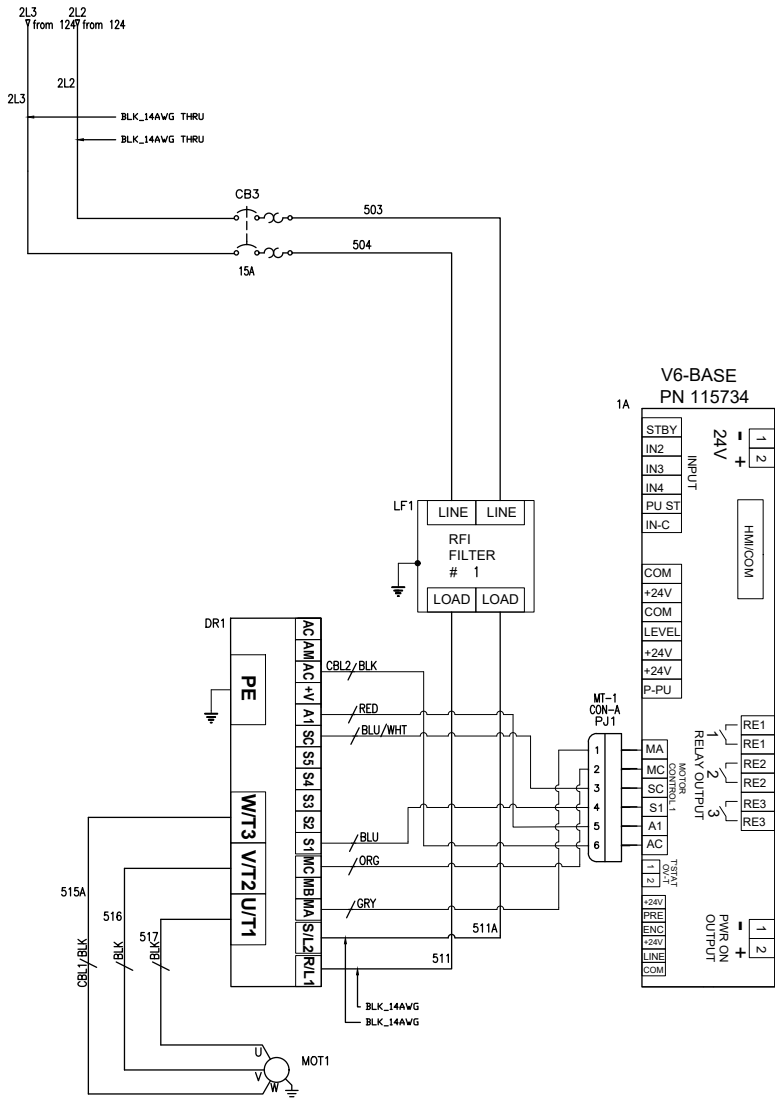 2L3
from 124
2L2
from 124
2L3
2L2
BLK_14AWG THRU
BLK_14AWG THRU
CB3
503
504
15A
V6-BASE
PN 115734
1A
STBY
IN2
IN3
IN4
PU ST
IN-C
INPUT
24V
- 1
+ 2
HMI/COM
COM
+24V
COM
LEVEL
+24V
+24V
P-PU
LF1
LINE LINE
RFI
FILTER
# 1
LOAD LOAD
DR1
PE
AC
AM
AC
+V
A1
SC
S5
S4
S3
S2
S1
MC
MB
MA
S/L2
R/L1
W/T3
V/T2
U/T1
CBL2/BLK
RED
BLU/WHT
BLU
ORG
GRY
MT-1
CON-A
PJ1
1
2
3
4
5
6
MA
MC
SC
S1
A1
AC
MOTOR
CONTROL 1
RELAY OUTPUT
1
2
3
RE1
RE1
RE2
RE2
RE3
RE3
1
2
T'STAT
OV-T
+24V
PRE
ENC
+24V
LINE
COM
PWR ON
OUTPUT
- 1
+ 2
515A
516
517
CBL1/BLK
BLK
BLK
511A
511
BLK_14AWG
BLK_14AWG
U
V
W
MOT1